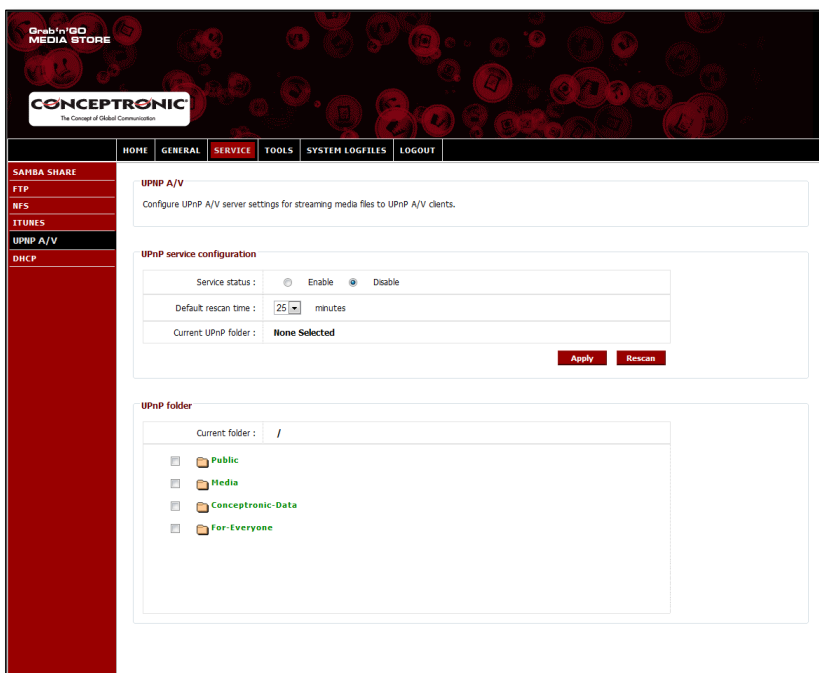 Grab'n'GO
MEDIA STORE
CONCEPTRONIC®
The Concept of Global Communication
HOME GENERAL SERVICE TOOLS SYSTEM LOGFILES LOGOUT
SAMBA SHARE
FTP
NFS
ITUNES
UPNP A/V
DHCP
UPNP A/V
Configure UPnP A/V server settings for streaming media files to UPnP A/V clients.
UPnP service configuration
Service status : Enable Disable
Default rescan time : 25 minutes
Current UPnP folder : None Selected
Apply Rescan
UPnP folder
Current folder : /
Public
Media
Conceptronic-Data
For-Everyone